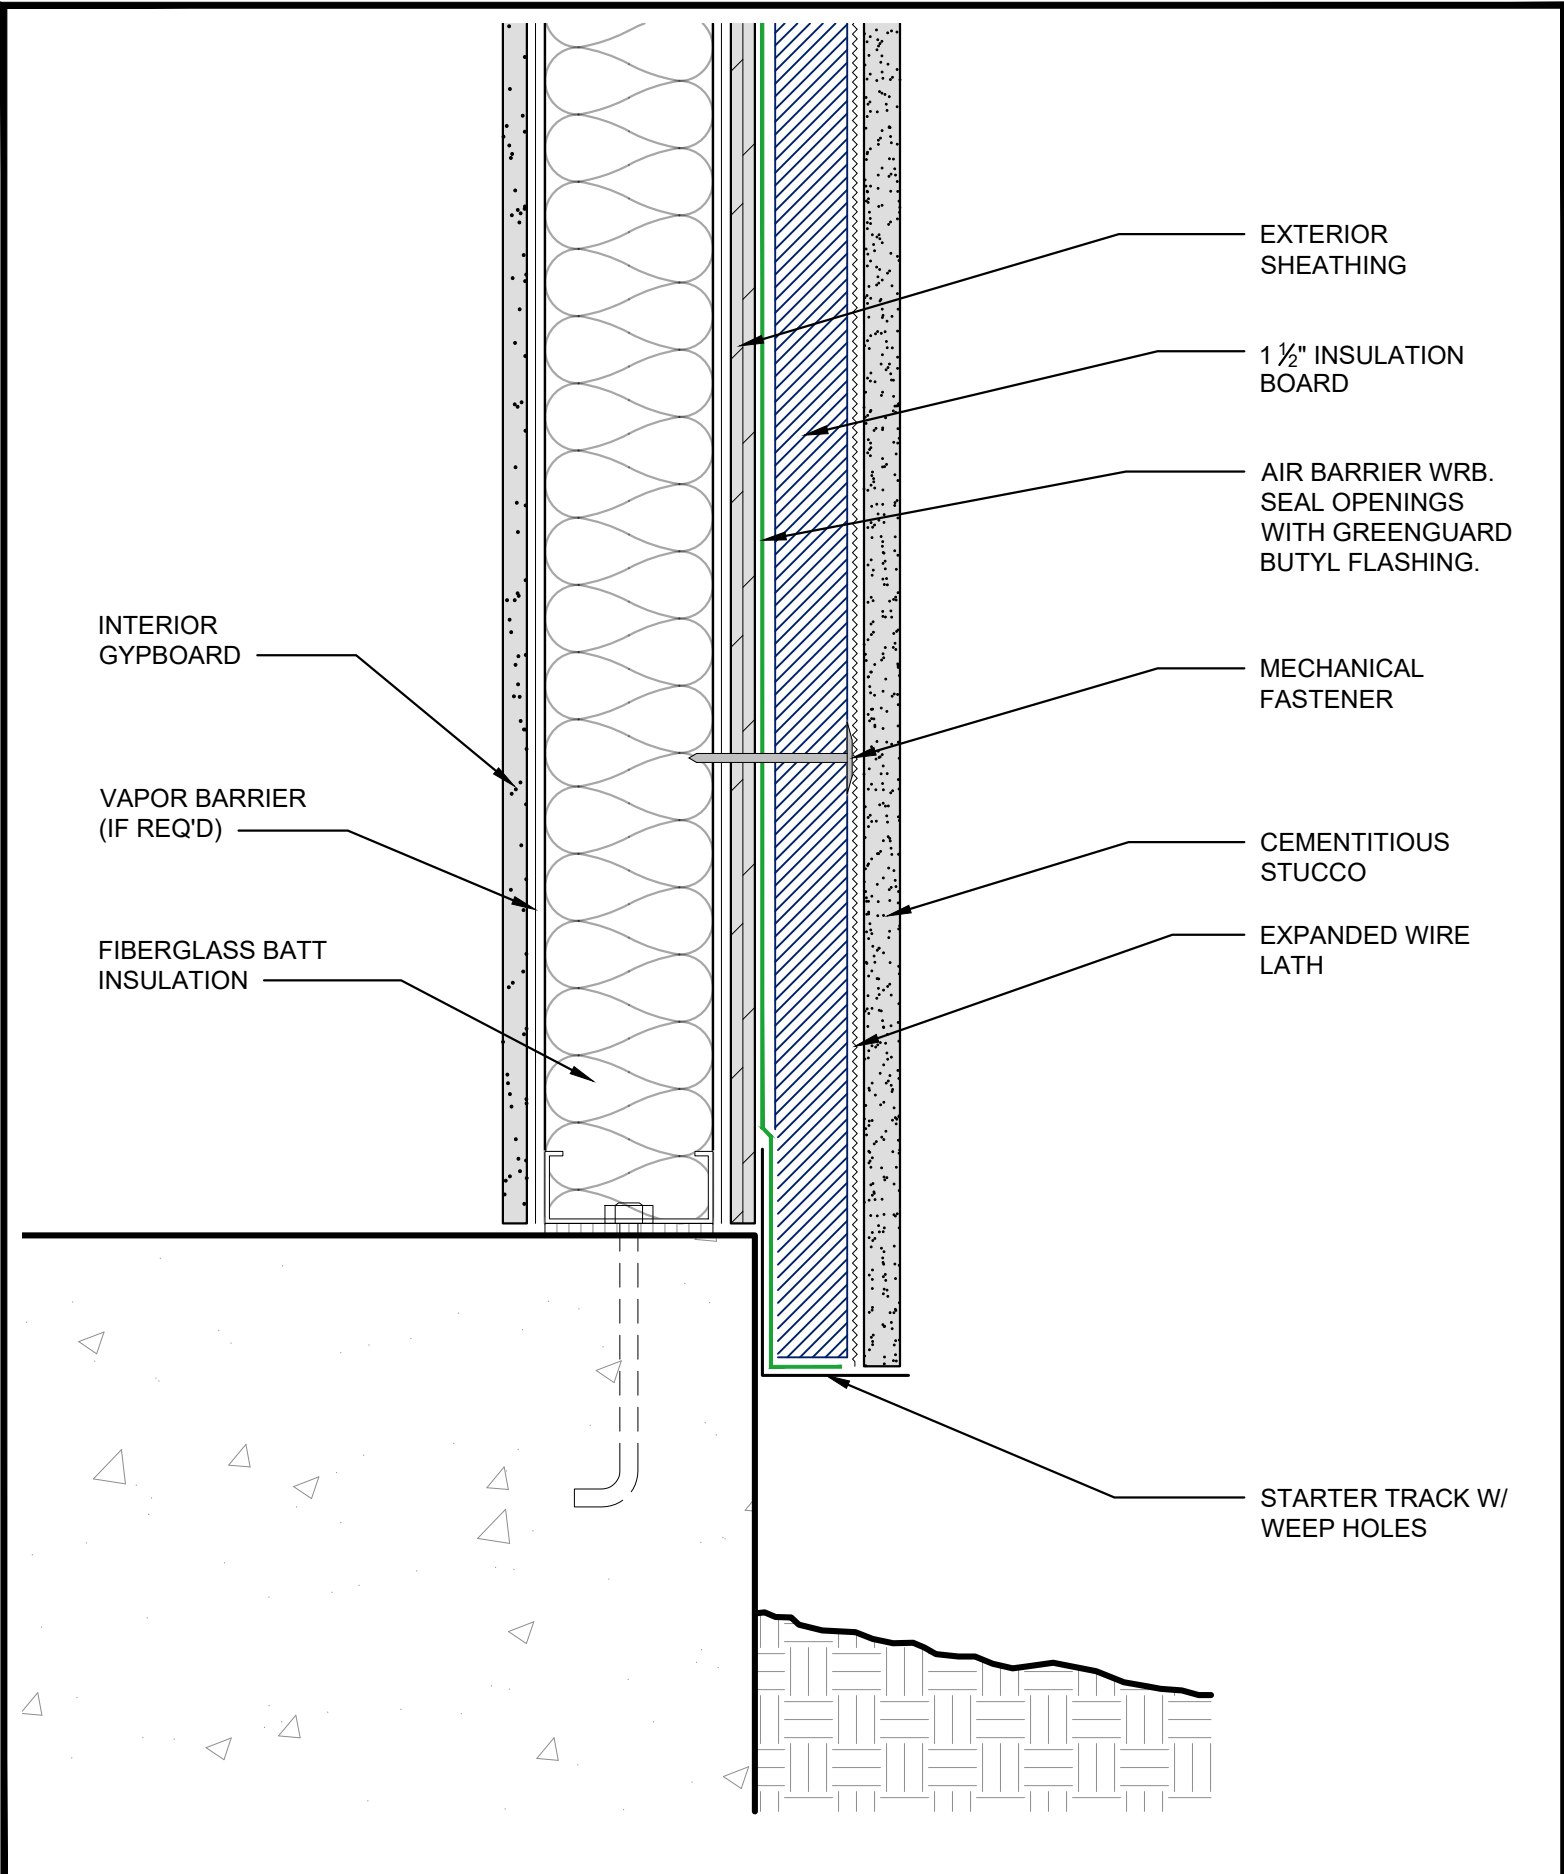 EXTERIOR
SHEATHING
1 ½" INSULATION
BOARD
AIR BARRIER WRB.
SEAL OPENINGS
WITH GREENGUARD
BUTYL FLASHING.
INTERIOR
GYPBOARD
MECHANICAL
FASTENER
VAPOR BARRIER
(IF REQ'D)
CEMENTITIOUS
STUCCO
FIBERGLASS BATT
INSULATION
EXPANDED WIRE
LATH
STARTER TRACK W/
WEEP HOLES